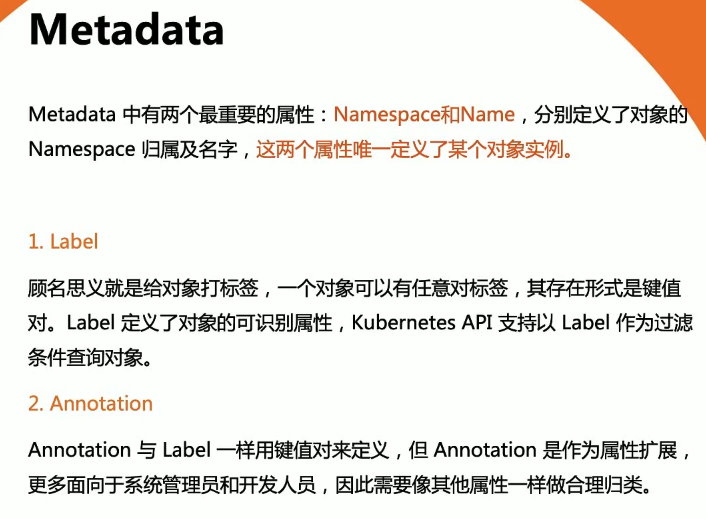 Metadata
Metadata 中有两个最重要的属性：Namespace和Name，分别定义了对象的
Namespace 归属及名字，这两个属性唯一定义了某个对象实例。
1. Label
顾名思义就是给对象打标签，一个对象可以有任意对标签，其存在形式是键值
对。Label 定义了对象的可识别属性，Kubernetes API 支持以 Label 作为过滤
条件查询对象。
2. Annotation
Annotation 与 Label 一样用键值对来定义，但 Annotation 是作为属性扩展，
更多面向于系统管理员和开发人员，因此需要像其他属性一样做合理归类。